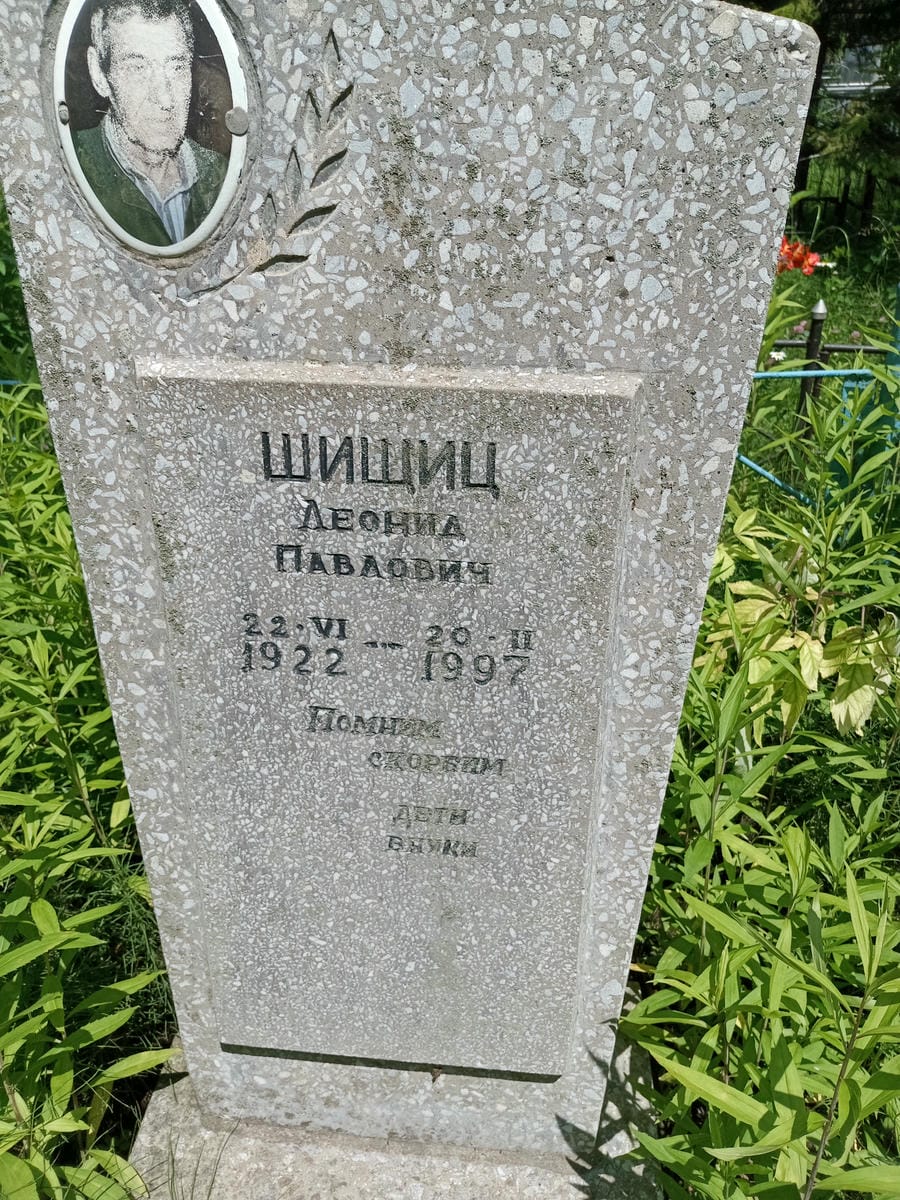 ШИЩИЦ
Леонид
Павлович
22·VI — 20·II
1922 1997
Помним
скорбим
дети
внуки